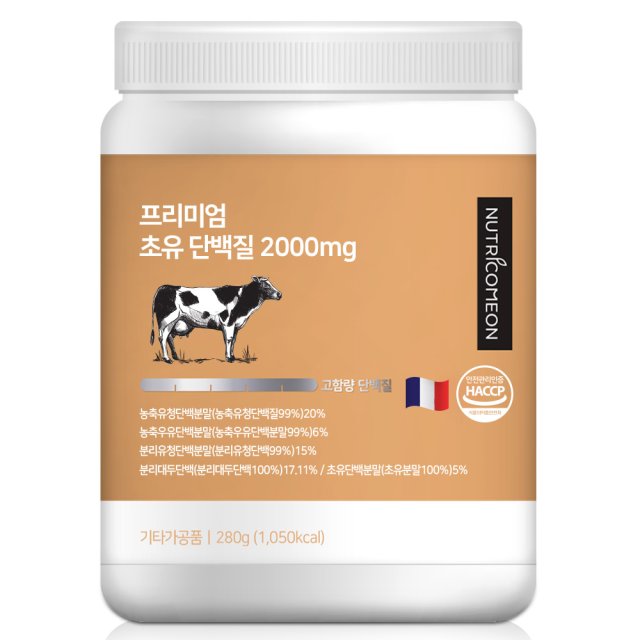 프리미엄
초유 단백질 2000mg
NUTRICOMEON
고함량 단백질
안전관리인증
HACCP
농축유청단백분말(농축유청단백질99%)20%
농축우유단백분말(농축우유단백분말99%)6%
분리유청단백분말(분리유청단백99%)15%
분리대두단백(분리대두단백100%)17.11% / 초유단백분말(초유분말100%)5%
기타가공품 | 280g (1,050kcal)